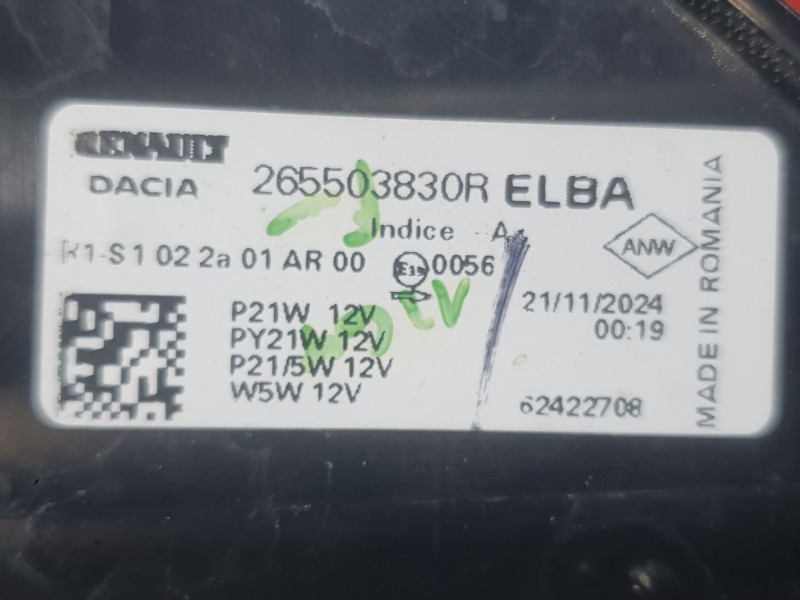 RENAULT
DACIA 265503830R ELBA
Indice A
R1-S1 02 2a 01 AR 00 E19 0056
ANW
P21W 12V
PY21W 12V
P21/5W 12V
W5W 12V
21/11/2024
00:19
62422708
MADE IN ROMANIA